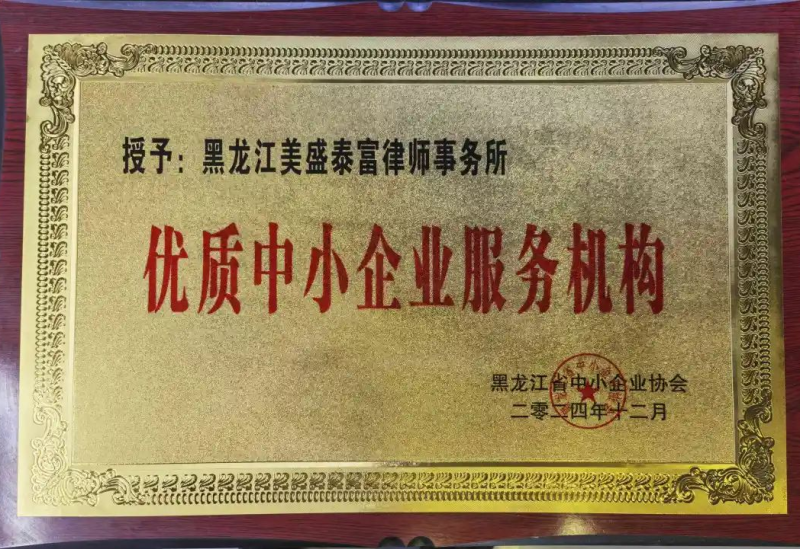 授予：黑龙江美盛泰富律师事务所
优质中小企业服务机构
黑龙江省中小企业协会
二零二四年十二月